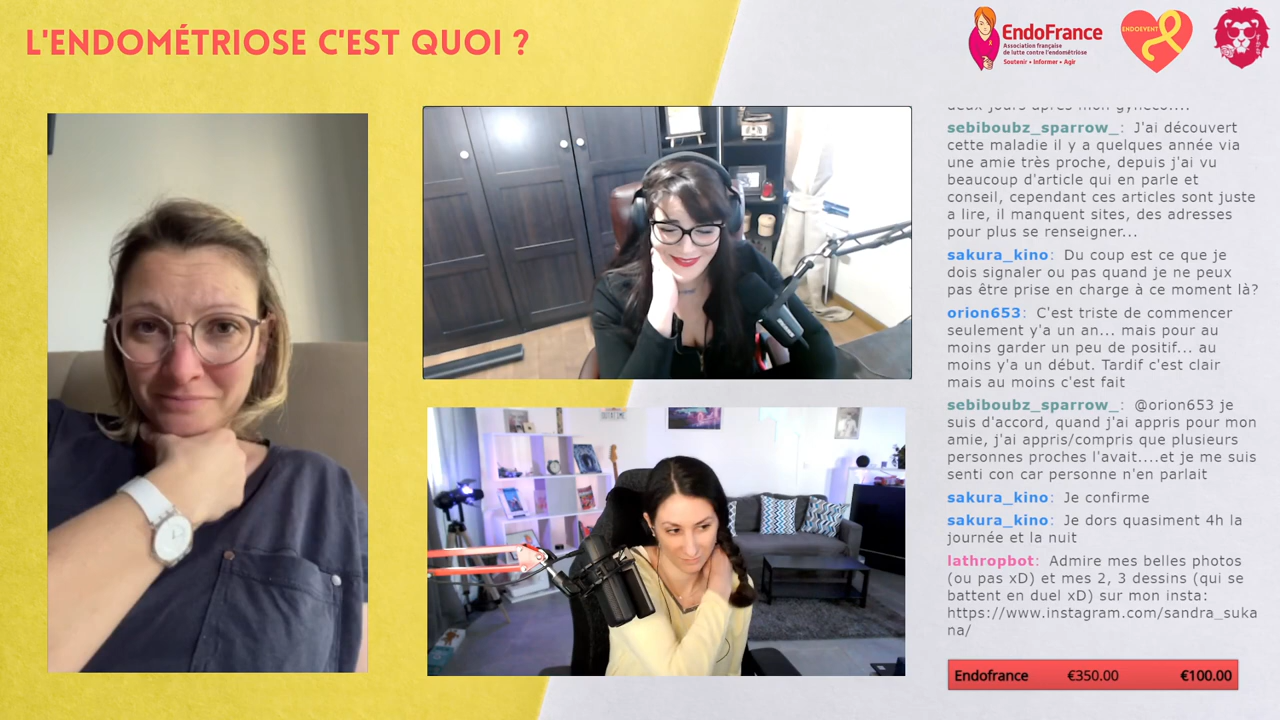 L'ENDOMÉTRIOSE C'EST QUOI ?
EndoFrance
Association française
de lutte contre l'endométriose
Soutenir • Informer • Agir
ENDOEVENT
deux jours après mon gynéco....
sebiboubz_sparrow_: J'ai découvert
cette maladie il y a quelques année via
une amie très proche, depuis j'ai vu
beaucoup d'article qui en parle et
conseil, cependant ces articles sont juste
a lire, il manquent sites, des adresses
pour plus se renseigner...
sakura_kino: Du coup est ce que je
dois signaler ou pas quand je ne peux
pas être prise en charge à ce moment là?
orion653: C'est triste de commencer
seulement y'a un an... mais pour au
moins garder un peu de positif... au
moins y'a un début. Tardif c'est clair
mais au moins c'est fait
sebiboubz_sparrow_: @orion653 je
suis d'accord, quand j'ai appris pour mon
amie, j'ai appris/compris que plusieurs
personnes proches l'avait....et je me suis
senti con car personne n'en parlait
sakura_kino: Je confirme
sakura_kino: Je dore quasiment 4h la
journée et la nuit
lathropbot: Admire mes belles photos
(ou pas xD) et mes 2, 3 dessins (qui se
battent en duel xD) sur mon insta:
https://www.instagram.com/sandra_suka
na/
Endofrance €350.00 €100.00